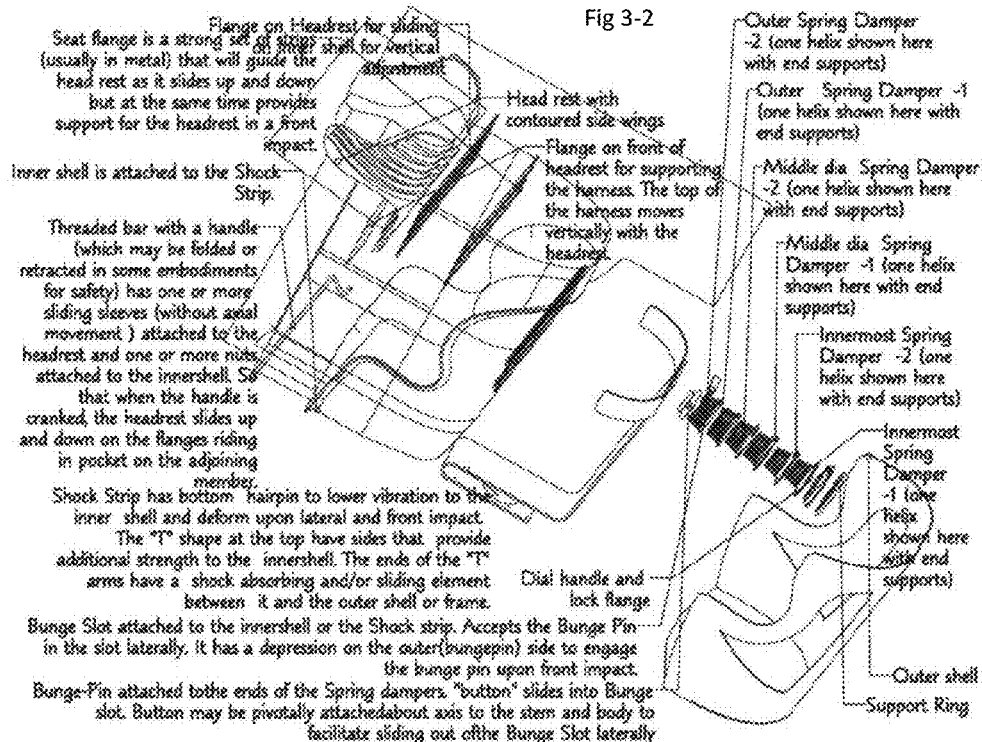 Fig 3-2
Flange on Headrest for sliding
on inner shell for vertical
adjustment
Seat flange is a strong set of
(usually in metal) that will guide the
head rest as it slides up and down
but at the same time provides
support for the headrest in a front
impact.
Inner shell is attached to the Shock
Strip.
Threaded bar with a handle
(which may be folded or
retracted in some embodiments
for safety) has one or more
sliding sleeves (without axial
movement ) attached to the
headrest and one or more nuts
attached to the innershell. So
that when the handle is
cranked, the headrest slides up
and down on the flanges riding
in pocket on the adjoining
member.
Shock Strip has bottom hairpin to lower vibration to the
inner shell and deform upon lateral and front impact.
The "T" shape at the top have sides that provide
additional strength to the innershell. The ends of the "T"
arms have a shock absorbing and/or sliding element
between it and the outer shell or frame.
Bunge Slot attached to the innershell or the Shock strip. Accepts the Bunge Pin
in the slot laterally. It has a depression on the outer(bungepin) side to engage
the bunge pin upon front impact.
Bunge-Pin attached tothe ends of the Spring dampers. "button" slides into Bunge
slot. Button may be pivotally attachedabout axis to the stem and body to
facilitate sliding out ofthe Bunge Slot laterally
Head rest with
contoured side wings
Flange on front of
headrest for supporting
the harness. The top of
the harness moves
vertically with the
headrest.
Outer Spring Damper
-2 (one helix shown here
with end supports)
Outer Spring Damper -1
(one helix shown here with
end supports)
Middle dia Spring Damper
-2 (one helix shown here
with end supports)
Middle dia Spring
Damper -1 (one helix
shown here with end
supports)
Innermost Spring
Damper -2 (one
helix shown here
with end supports)
Innermost
Spring
Damper
-1 (one
helix
shown here
with end
supports)
Dial handle and
lock flange
Outer shell
Support Ring